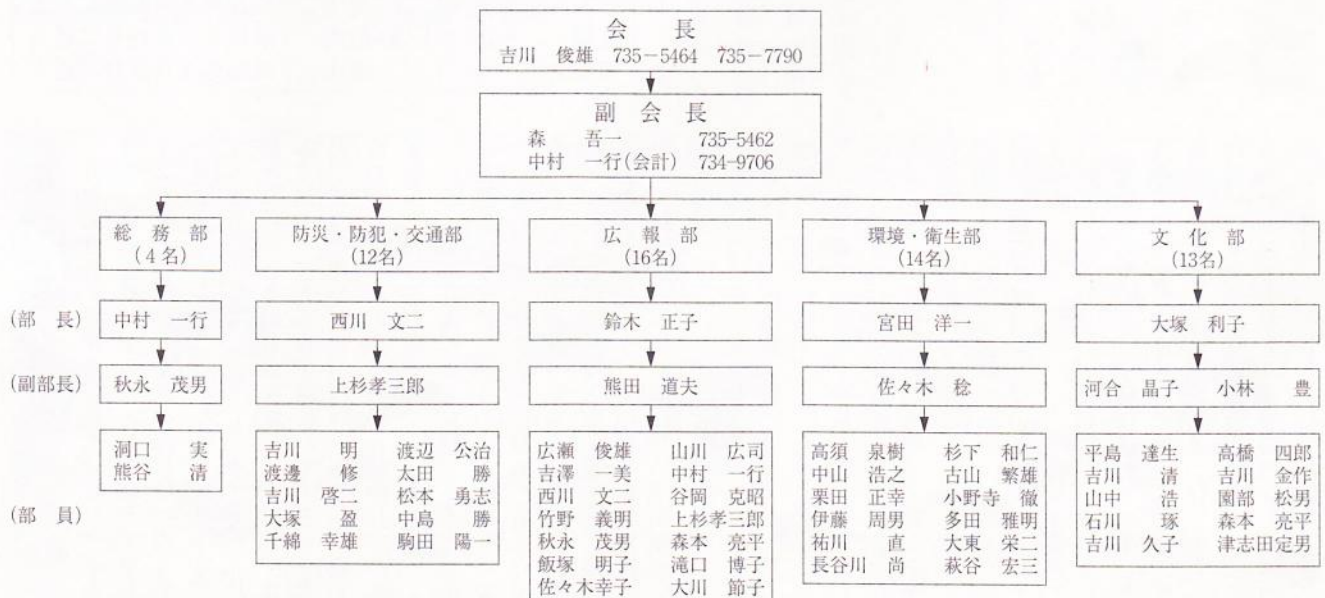 会　長
吉川　俊雄　735－5464　735－7790
副　会　長
森　　吾一　　　　735-5462
中村　一行(会計)　734-9706
総　務　部
(4名)
防災・防犯・交通部
(12名)
広　報　部
(16名)
環境・衛生部
(14名)
文　化　部
(13名)
(部　長)　中村　一行　西川　文二　鈴木　正子　宮田　洋一　大塚　利子
(副部長)　秋永　茂男　上杉孝三郎　熊田　道夫　佐々木　稔　河合　晶子　小林　　豊
(部　員)
洞口　　実
熊谷　　清
吉川　　明　渡辺　公治
渡邊　　修　太田　　勝
吉川　啓二　松本　勇志
大塚　　盈　中島　　勝
千綿　幸雄　駒田　陽一
広瀬　俊雄　山川　広司
吉澤　一美　中村　一行
西川　文二　谷岡　克昭
竹野　義明　上杉孝三郎
秋永　茂男　森本　亮平
飯塚　明子　滝口　博子
佐々木幸子　大川　節子
高須　泉樹　杉下　和仁
中山　浩之　古山　繁雄
栗田　正幸　小野寺　徹
伊藤　周男　多田　雅明
祐川　　直　大東　栄二
長谷川　尚　萩谷　宏三
平島　達生　高橋　四郎
吉川　　清　吉川　金作
山中　　浩　園部　松男
石川　　琢　森本　亮平
吉川　久子　津志田定男